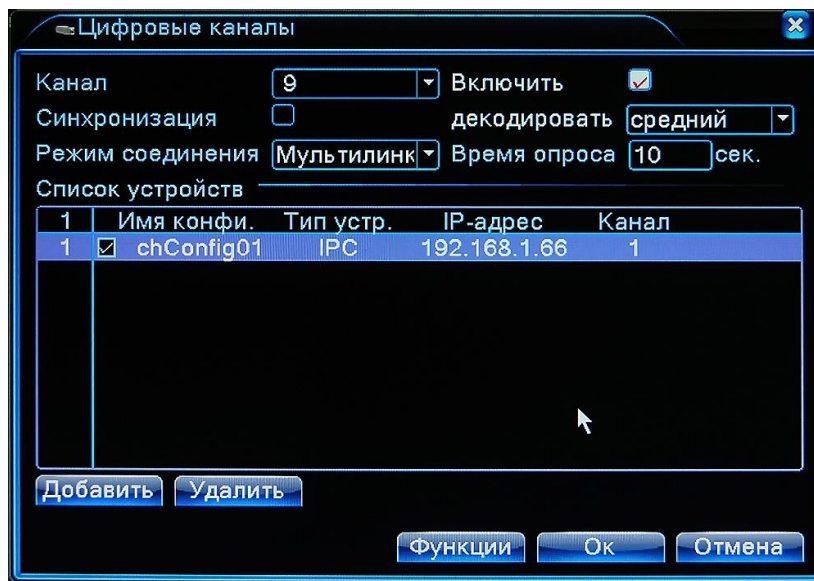 Цифровые каналы
Канал 9 Включить
Синхронизация декодировать средний
Режим соединения Мультилинк Время опроса 10 сек.
Список устройств
1 Имя конфи. Тип устр. IP-адрес Канал
1 chConfig01 IPC 192.168.1.66 1
Добавить Удалить
Функции Ок Отмена